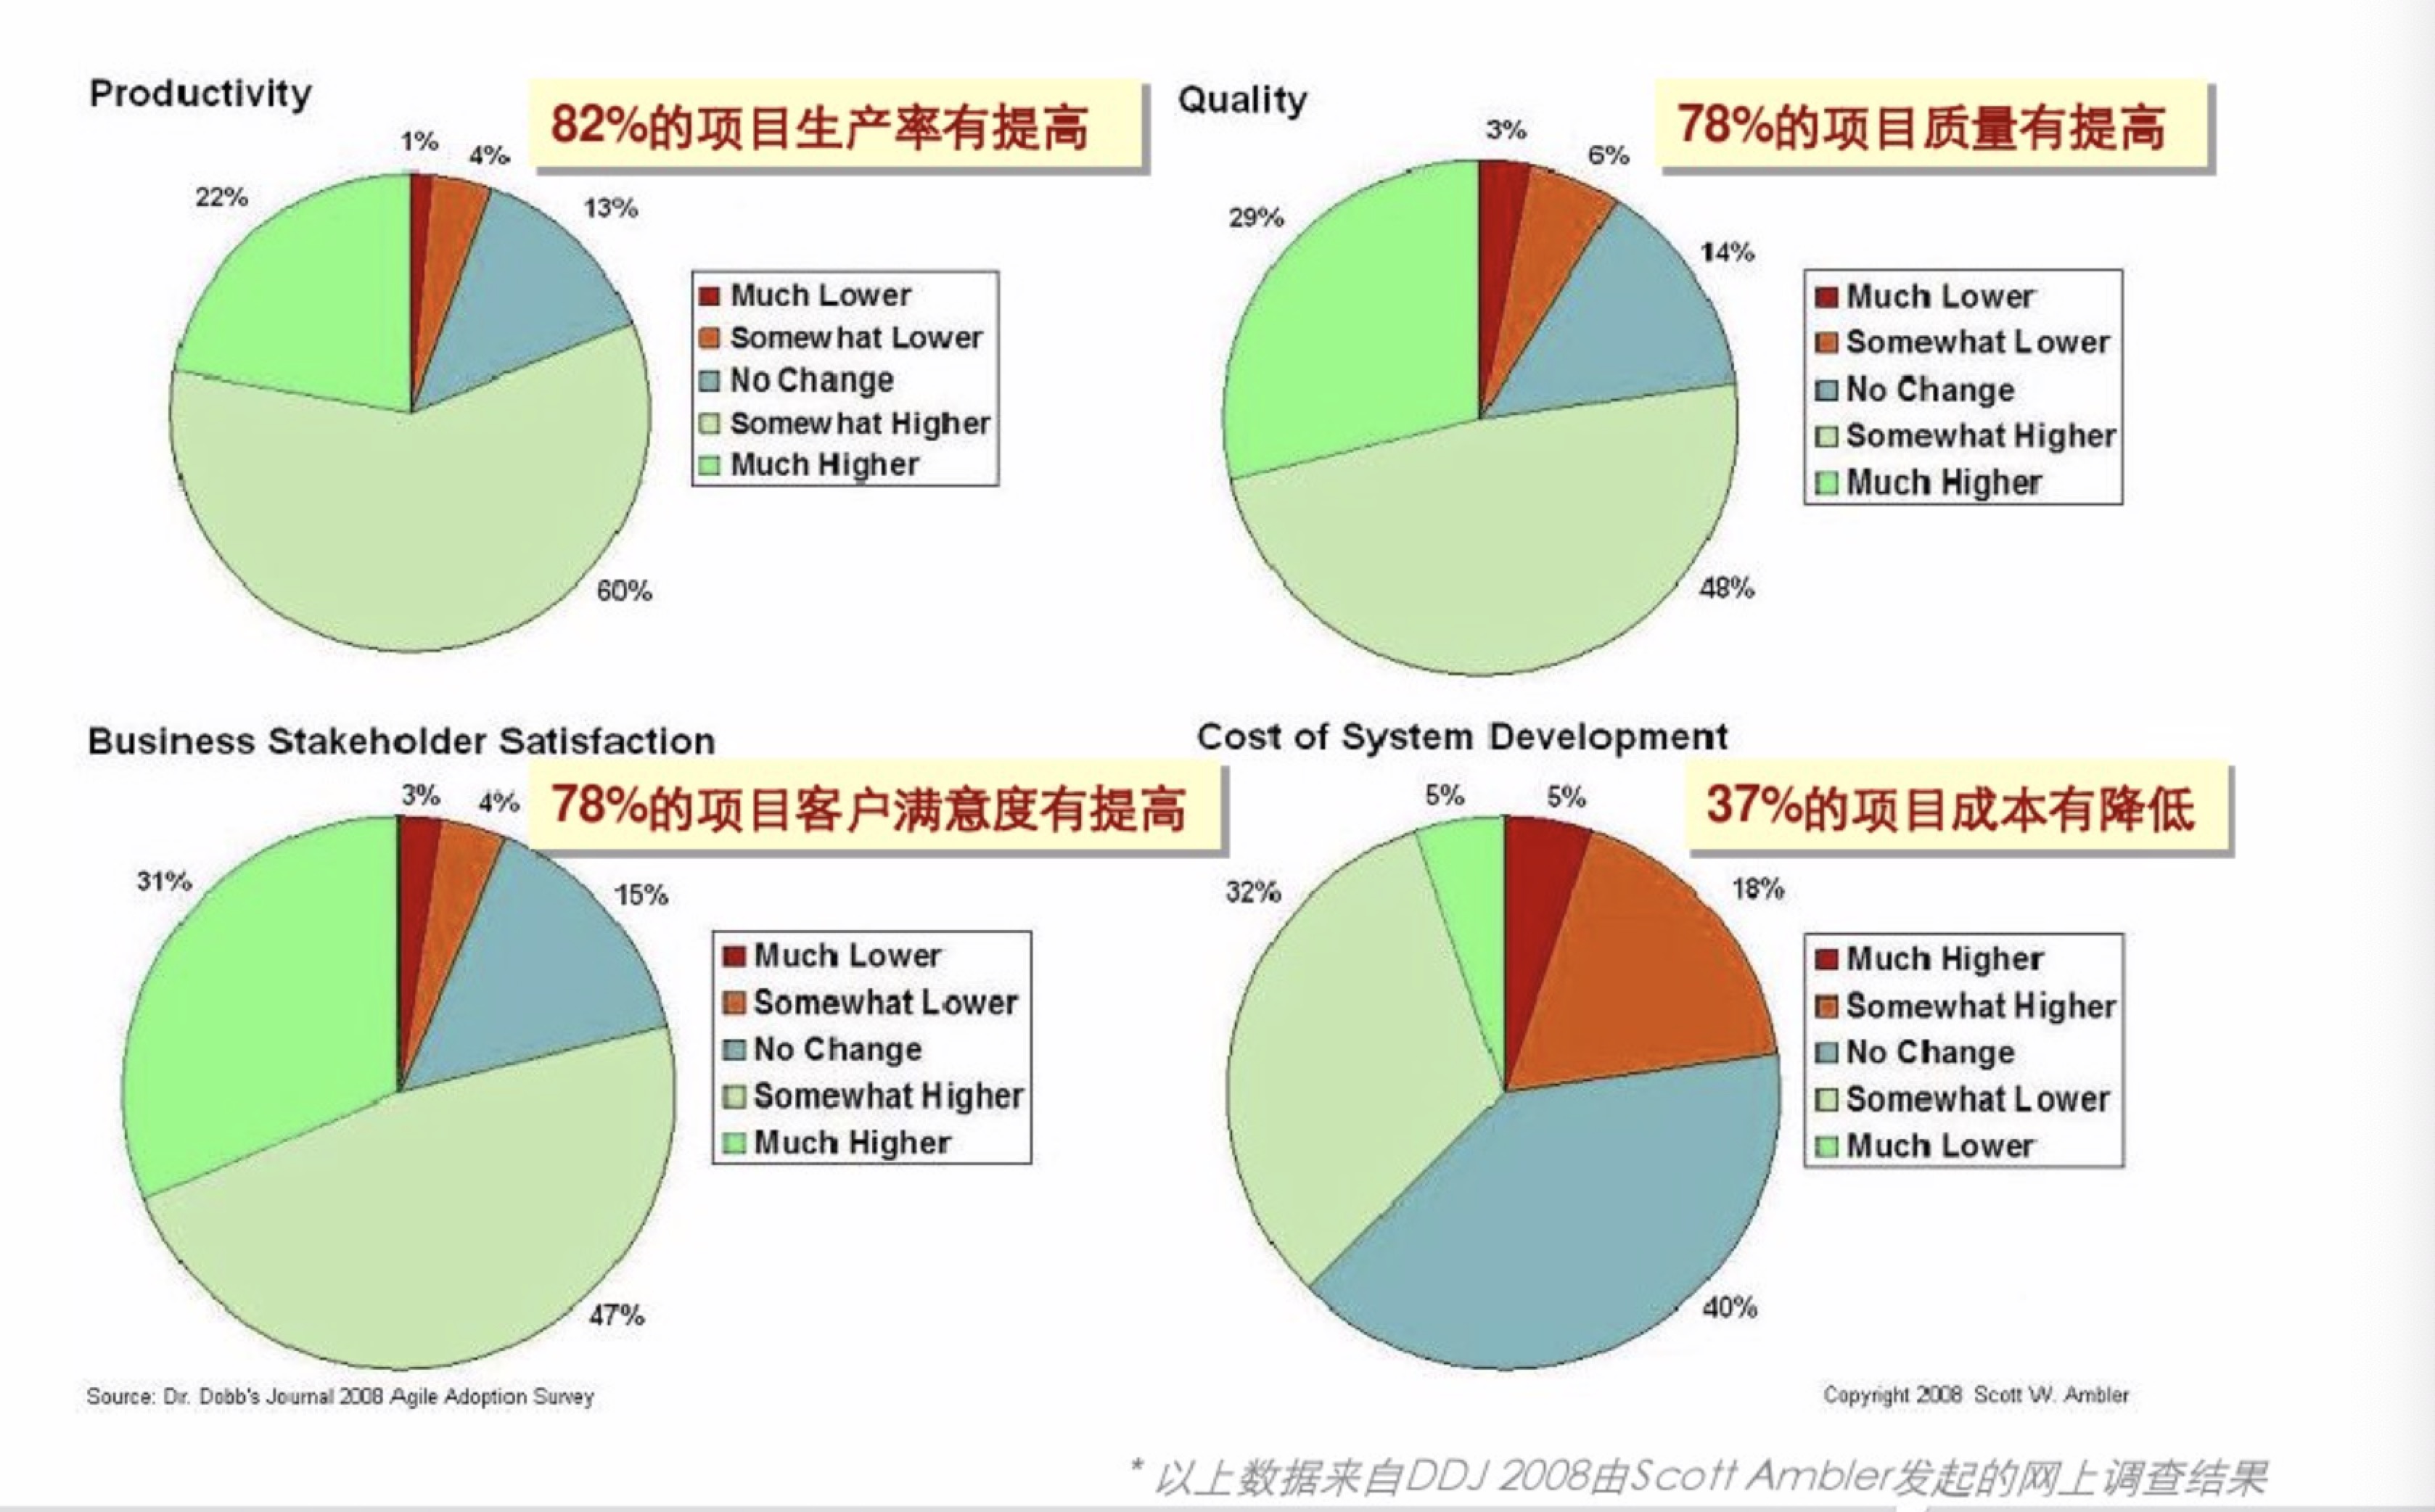 Productivity
82%的项目生产率有提高
1%
4%
22%
13%
60%
Much Lower
Somewhat Lower
No Change
Somewhat Higher
Much Higher
Quality
78%的项目质量有提高
3%
6%
29%
14%
48%
Much Lower
Somewhat Lower
No Change
Somewhat Higher
Much Higher
Business Stakeholder Satisfaction
78%的项目客户满意度有提高
3%
4%
31%
15%
47%
Much Lower
Somewhat Lower
No Change
Somewhat Higher
Much Higher
Cost of System Development
37%的项目成本有降低
5%
5%
32%
18%
40%
Much Higher
Somewhat Higher
No Change
Somewhat Lower
Much Lower
Source: Dr. Dobb's Journal 2008 Agile Adoption Survey
Copyright 2008 Scott W. Ambler
* 以上数据来自DDJ 2008由Scott Ambler发起的网上调查结果